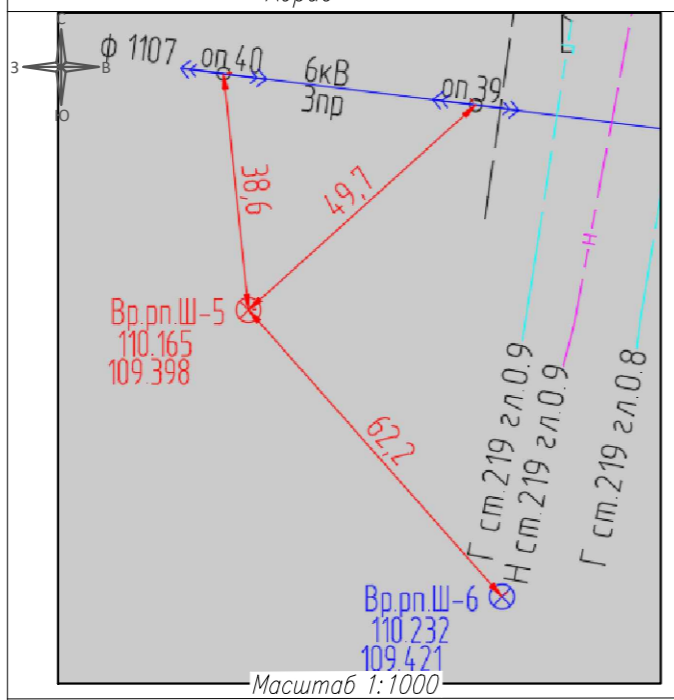 С
З
В
Ю
Ф 1107
оп.40
6кВ
3пр
оп.39
38,6
49,7
Вр.рп.Ш-5
110.165
109.398
62,2
Г ст.219 гл.0.9
Н ст.219 гл.0.9
Г ст.219 гл.0.8
Н
Вр.рп.Ш-6
110.232
109.421
Масштаб 1:1000